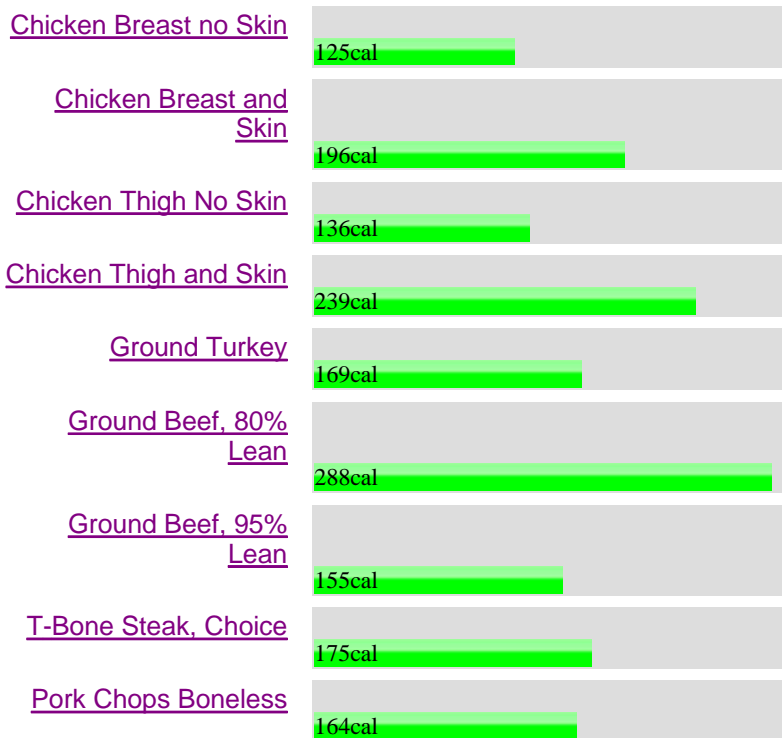 Chicken Breast no Skin
125cal
Chicken Breast and
Skin
196cal
Chicken Thigh No Skin
136cal
Chicken Thigh and Skin
239cal
Ground Turkey
169cal
Ground Beef, 80%
Lean
288cal
Ground Beef, 95%
Lean
155cal
T-Bone Steak, Choice
175cal
Pork Chops Boneless
164cal